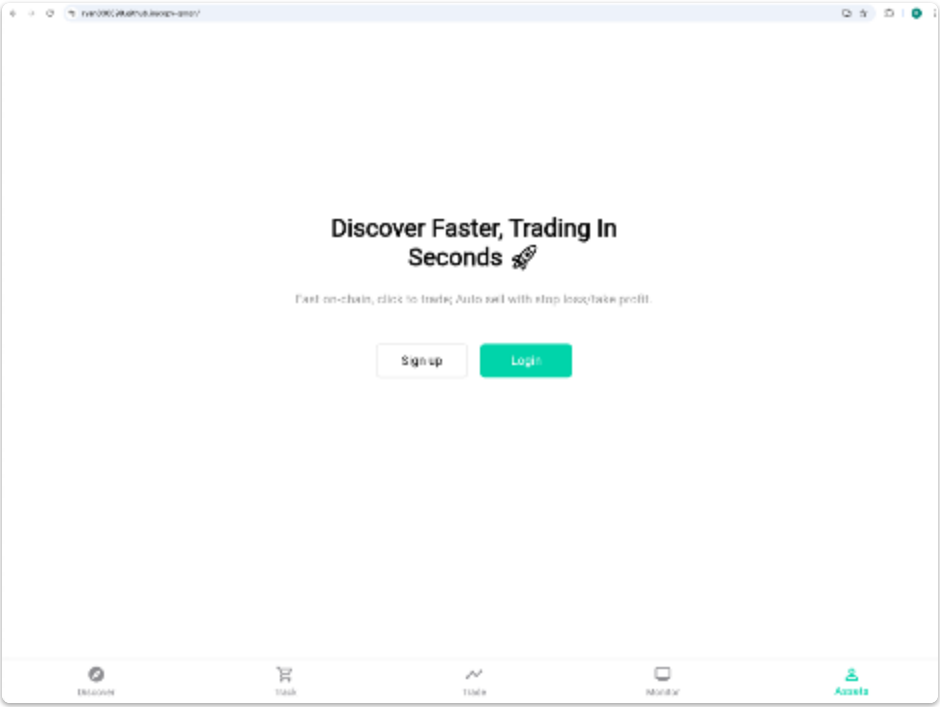 Discover Faster, Trading In
Seconds 🚀
Fast on-chain, click to trade; Auto sell with stop loss/take profit.
Sign up
Login
Discover
Track
Trade
Monitor
Assets